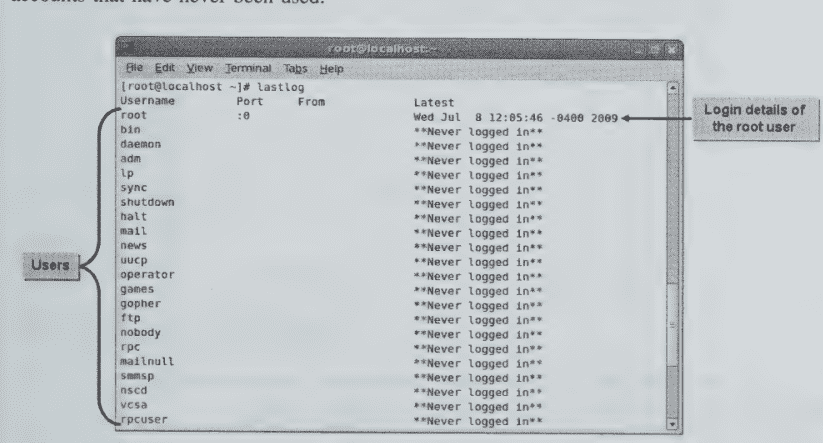 accounts that have never been used.
root@localhost:~
File Edit View Terminal Tabs Help
[root@localhost ~]# lastlog
Username Port From Latest
root :0 Wed Jul 8 12:05:46 -0400 2009
Login details of
the root user
bin **Never logged in**
daemon **Never logged in**
adm **Never logged in**
lp **Never logged in**
sync **Never logged in**
shutdown **Never logged in**
halt **Never logged in**
mail **Never logged in**
news **Never logged in**
uucp **Never logged in**
Users
operator **Never logged in**
games **Never logged in**
gopher **Never logged in**
ftp **Never logged in**
nobody **Never logged in**
rpc **Never logged in**
mailnull **Never logged in**
smmsp **Never logged in**
nscd **Never logged in**
vcsa **Never logged in**
rpcuser **Never logged in**